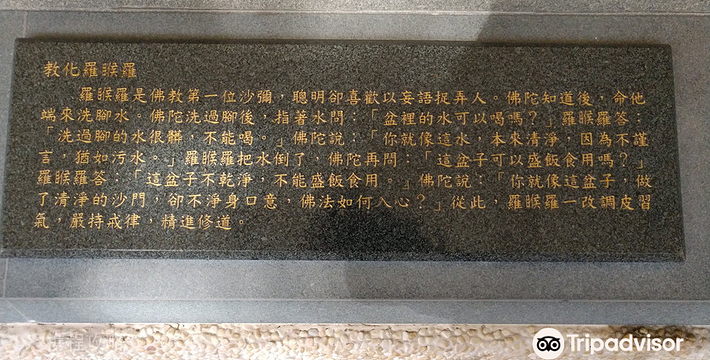 教化羅睺羅
羅睺羅是佛教第一位沙彌，聰明卻喜歡以妄語捉弄人。佛陀知道後，命他
端來洗腳水。佛陀洗過腳後，指著水問：「盆裡的水可以喝嗎？」羅睺羅答：
「洗過腳的水很髒，不能喝。」佛陀說：「你就像這水，本來清淨，因為不謹
言，猶如污水。」羅睺羅把水倒了，佛陀再問：「這盆子可以盛飯食用嗎？」
羅睺羅答：「這盆子不乾淨，不能盛飯食用。」佛陀說：「你就像這盆子，做
了清淨的沙門，卻不淨身口意，佛法如何入心？」從此，羅睺羅一改調皮習
氣，嚴持戒律，精進修道。
Tripadvisor